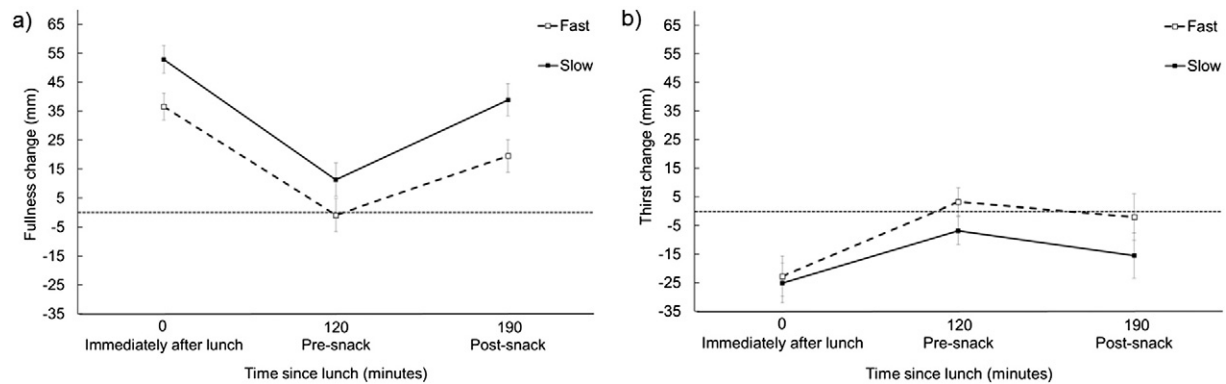 a)
Fullness change (mm)
65
55
45
35
25
15
5
-5
-15
-25
-35
Fast
Slow
0 120 190
Immediately after lunch Pre-snack Post-snack
Time since lunch (minutes)
b)
Thirst change (mm)
65
55
45
35
25
15
5
-5
-15
-25
-35
Fast
Slow
0 120 190
Immediately after lunch Pre-snack Post-snack
Time since lunch (minutes)